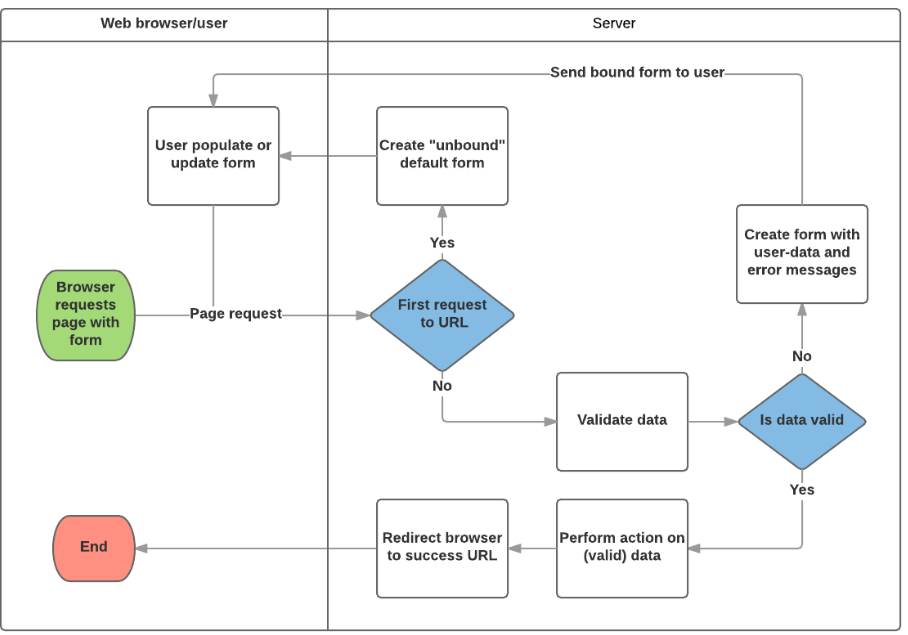 Web browser/user
Server
Send bound form to user
User populate or
update form
Create "unbound"
default form
Create form with
user-data and
error messages
Yes
Browser
requests
page with
form
Page request
First request
to URL
No
No
Validate data
Is data valid
Yes
End
Redirect browser
to success URL
Perform action on
(valid) data